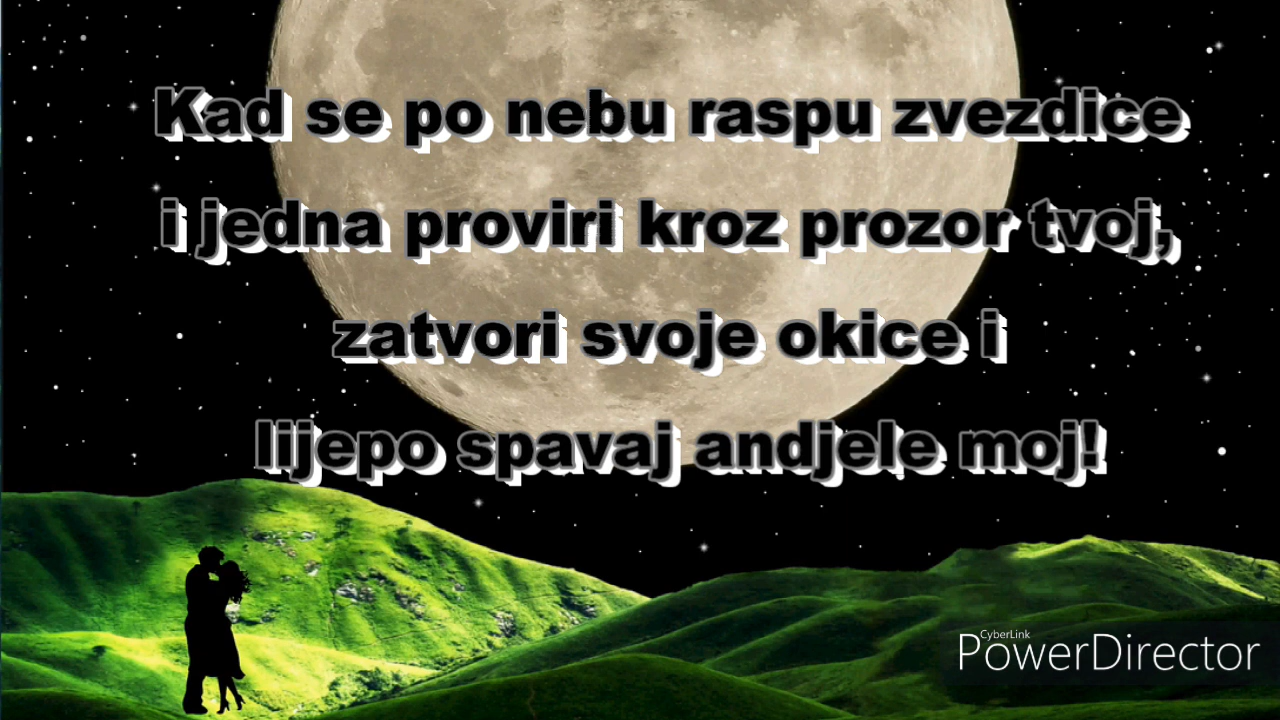 Kad se po nebu raspu zvezdice
i jedna proviri kroz prozor tvoj,
zatvori svoje okice i
lijepo spavaj andjele moj!
CyberLink
PowerDirector